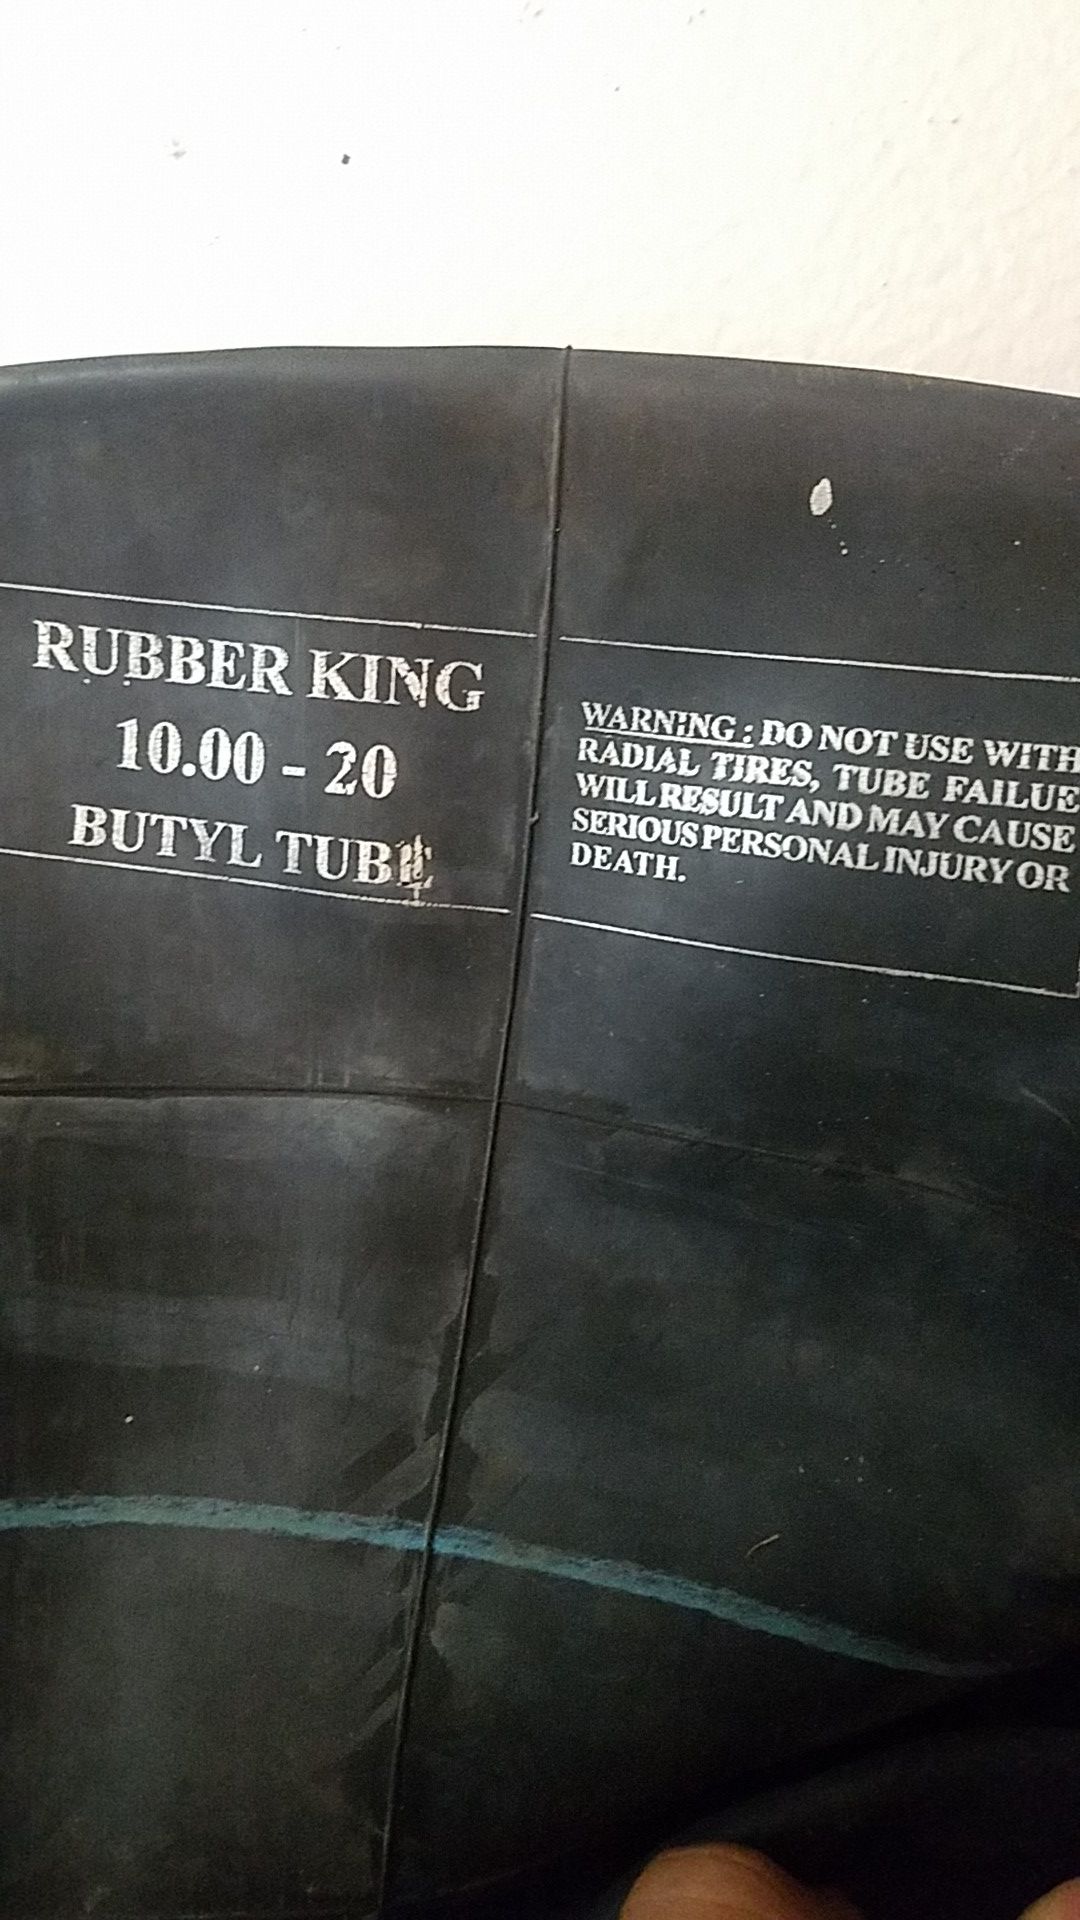 RUBBER KING
10.00 - 20
BUTYL TUBE
WARNING : DO NOT USE WITH
RADIAL TIRES, TUBE FAILUE
WILL RESULT AND MAY CAUSE
SERIOUS PERSONAL INJURY OR
DEATH.